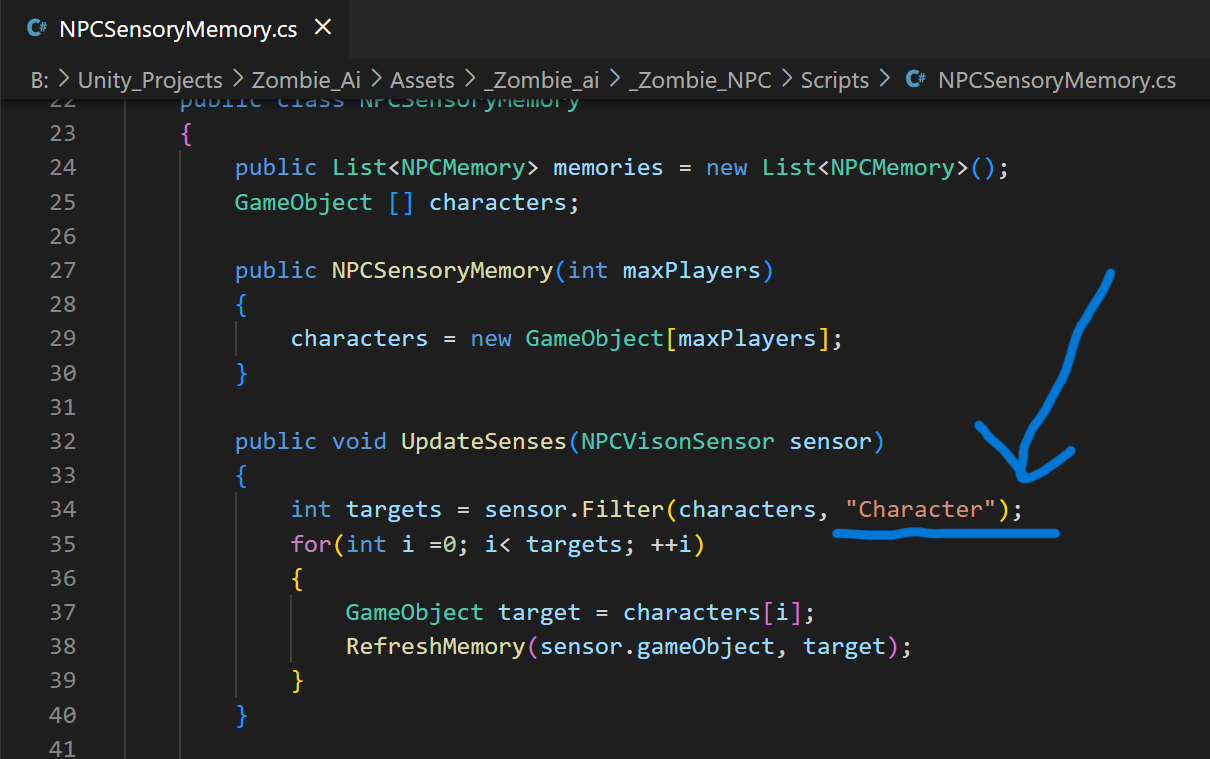 C# NPCSensoryMemory.cs ×
B: > Unity_Projects > Zombie_Ai > Assets > _Zombie_ai > _Zombie_NPC > Scripts > C# NPCSensoryMemory.cs
22 public class NPCSensoryMemory
23 {
24 public List<NPCMemory> memories = new List<NPCMemory>();
25 GameObject [] characters;
26
27 public NPCSensoryMemory(int maxPlayers)
28 {
29 characters = new GameObject[maxPlayers];
30 }
31
32 public void UpdateSenses(NPCVisonSensor sensor)
33 {
34 int targets = sensor.Filter(characters, "Character");
35 for(int i =0; i< targets; ++i)
36 {
37 GameObject target = characters[i];
38 RefreshMemory(sensor.gameObject, target);
39 }
40 }
41